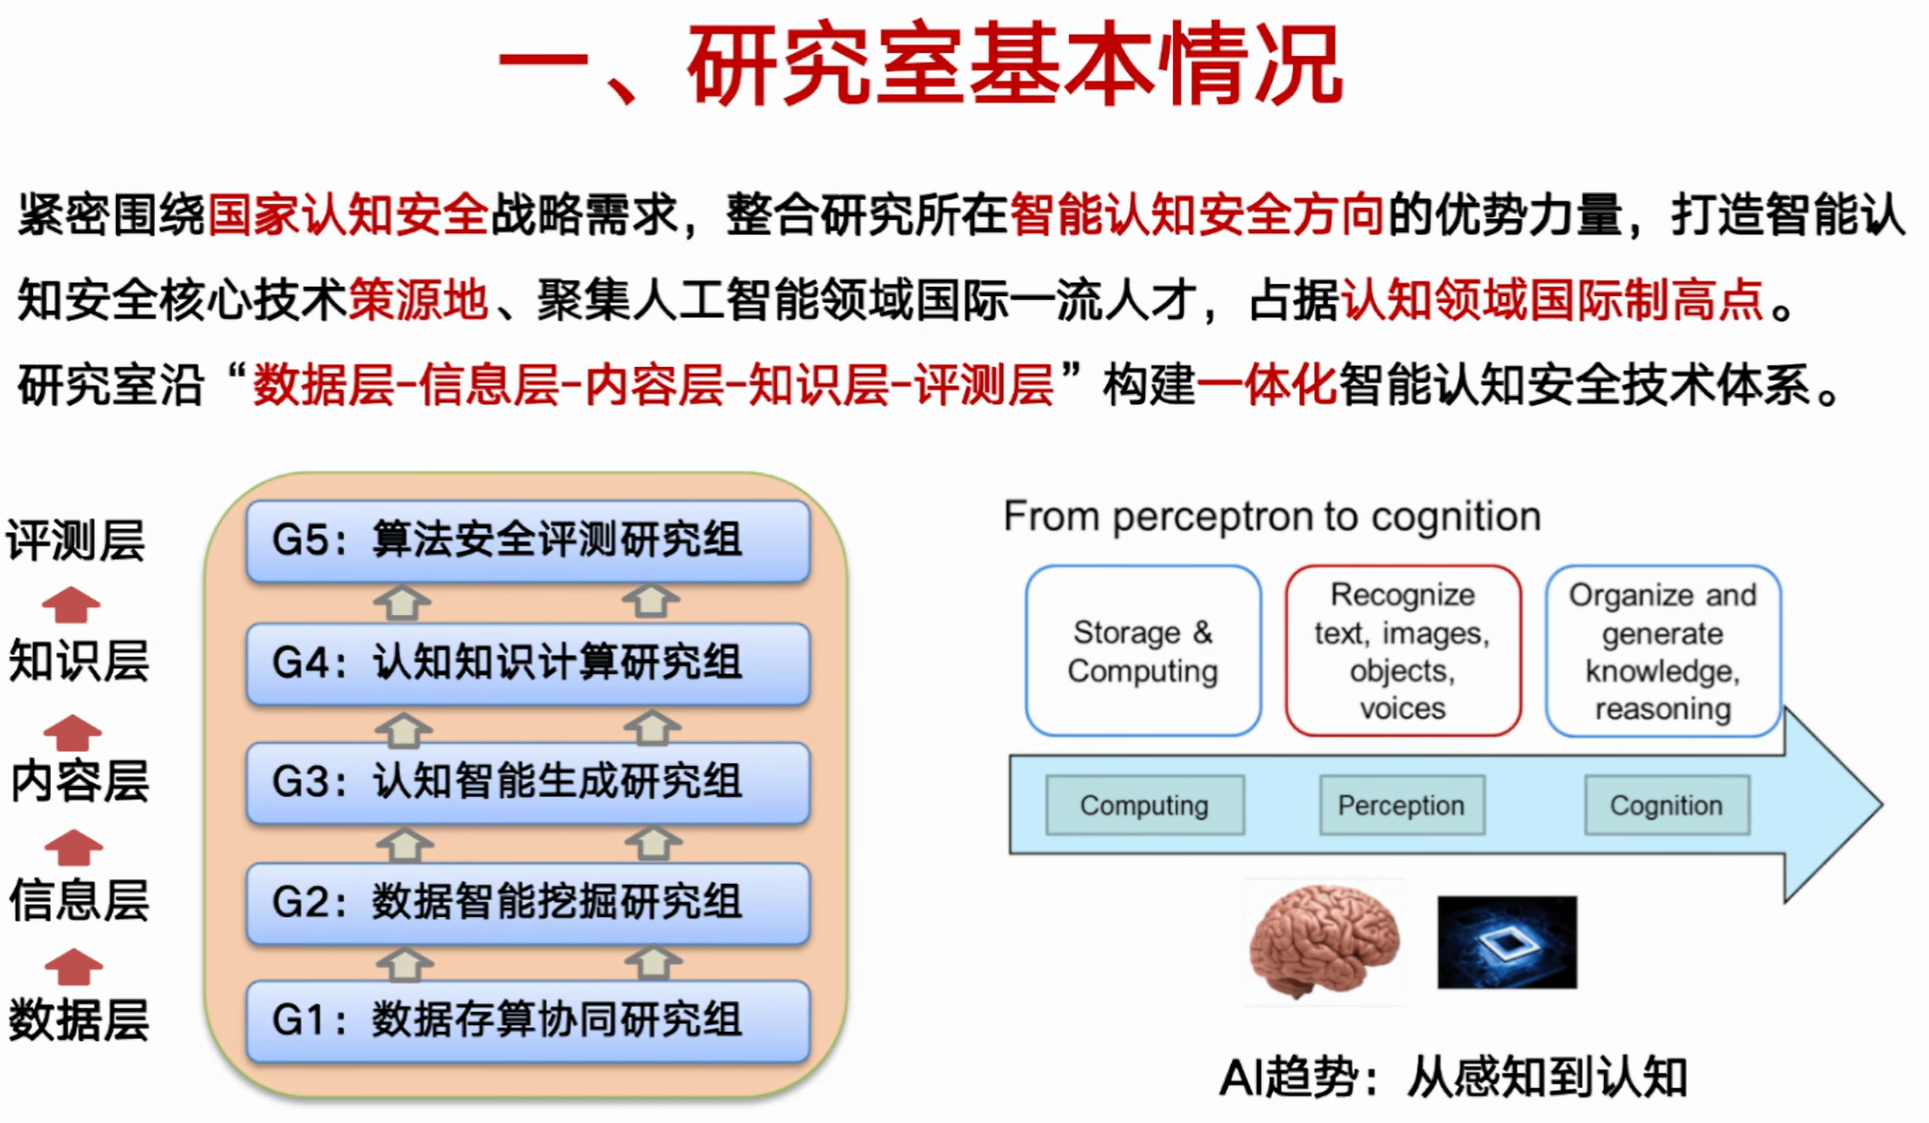 一、研究室基本情况
紧密围绕国家认知安全战略需求，整合研究所在智能认知安全方向的优势力量，打造智能认
知安全核心技术策源地、聚集人工智能领域国际一流人才，占据认知领域国际制高点。
研究室沿“数据层-信息层-内容层-知识层-评测层”构建一体化智能认知安全技术体系。
评测层
知识层
内容层
信息层
数据层
G5：算法安全评测研究组
G4：认知知识计算研究组
G3：认知智能生成研究组
G2：数据智能挖掘研究组
G1：数据存算协同研究组
From perceptron to cognition
Storage &
Computing
Recognize
text, images,
objects,
voices
Organize and
generate
knowledge,
reasoning
Computing
Perception
Cognition
AI趋势：从感知到认知